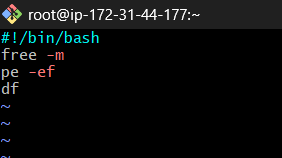 root@ip-172-31-44-177:~
#!/bin/bash
free -m
pe -ef
df
~
~
~
~